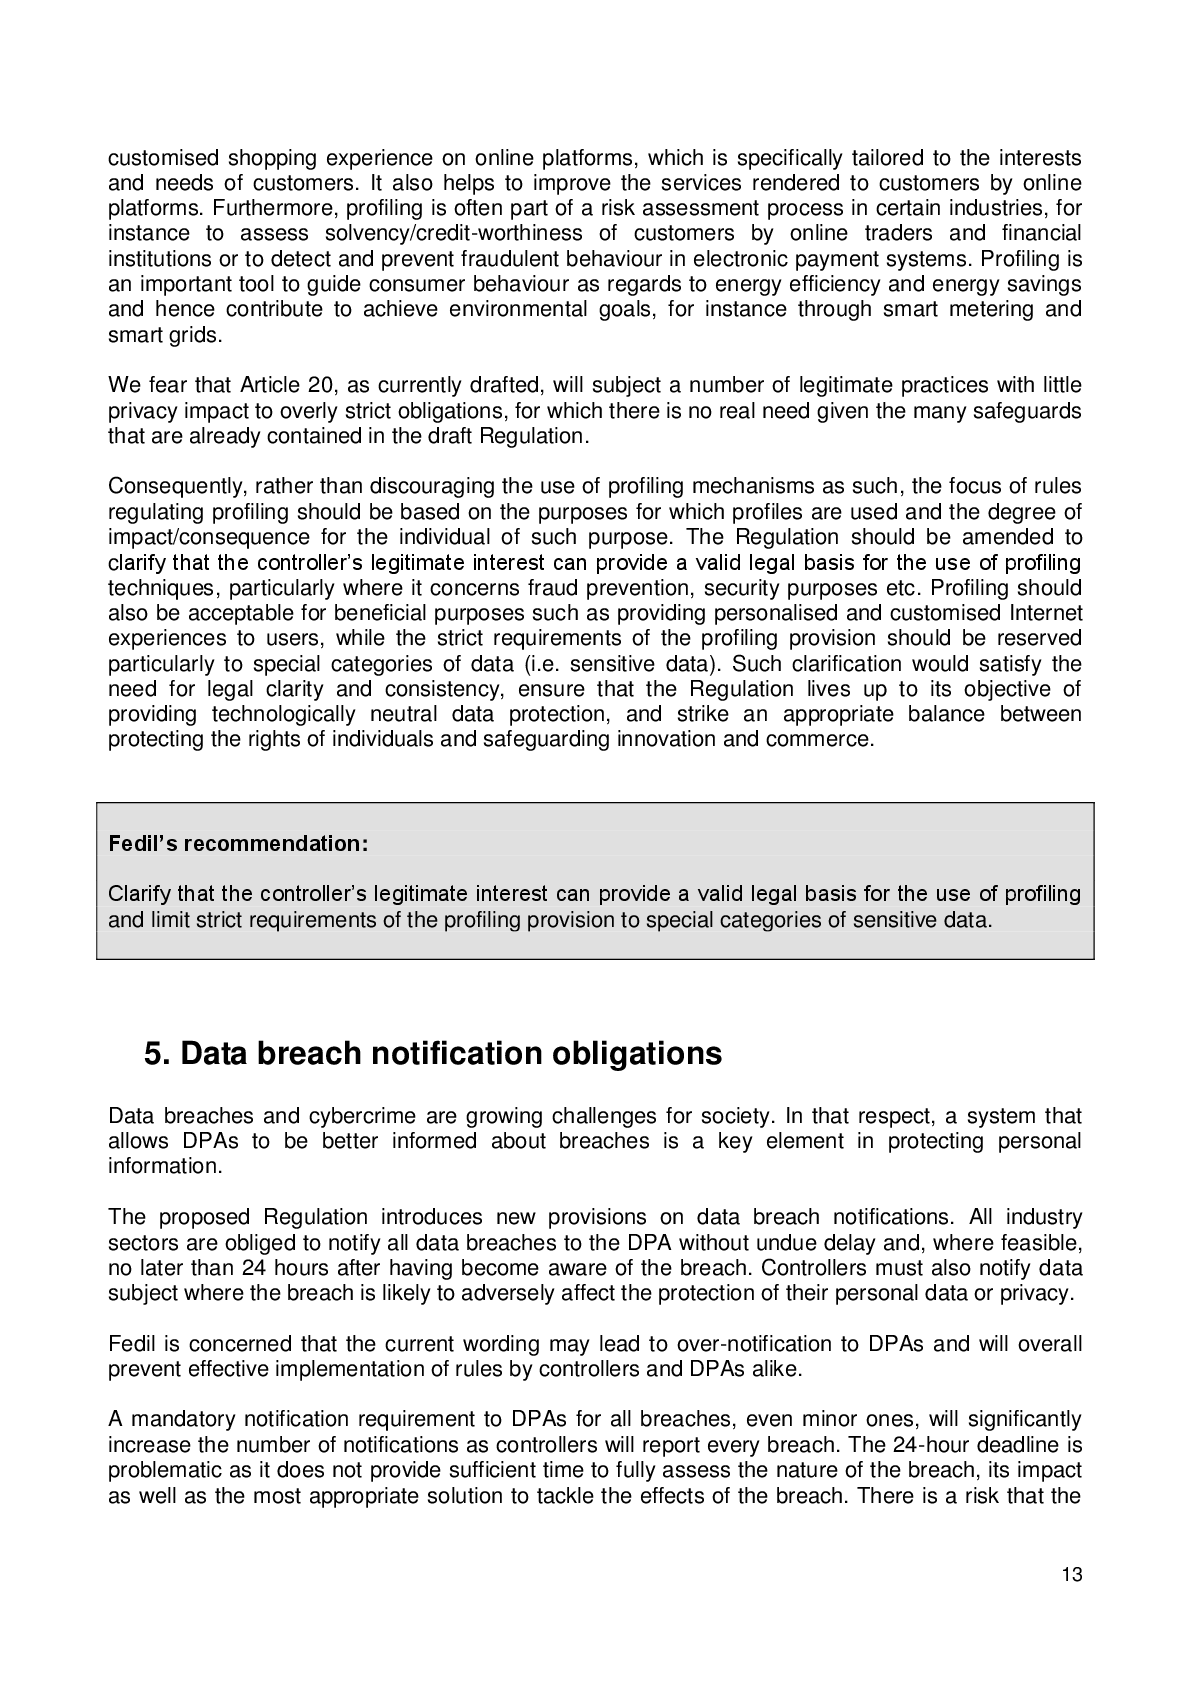 customised shopping experience on online platforms, which is specifically tailored to the interests
and needs of customers. It also helps to improve the services rendered to customers by online
platforms. Furthermore, profiling is often part of a risk assessment process in certain industries, for
instance to assess solvency/credit-worthiness of customers by online traders and financial
institutions or to detect and prevent fraudulent behaviour in electronic payment systems. Profiling is
an important tool to guide consumer behaviour as regards to energy efficiency and energy savings
and hence contribute to achieve environmental goals, for instance through smart metering and
smart grids.
We fear that Article 20, as currently drafted, will subject a number of legitimate practices with little
privacy impact to overly strict obligations, for which there is no real need given the many safeguards
that are already contained in the draft Regulation.
Consequently, rather than discouraging the use of profiling mechanisms as such, the focus of rules
regulating profiling should be based on the purposes for which profiles are used and the degree of
impact/consequence for the individual of such purpose. The Regulation should be amended to
clarify that the controller’s legitimate interest can provide a valid legal basis for the use of profiling
techniques, particularly where it concerns fraud prevention, security purposes etc. Profiling should
also be acceptable for beneficial purposes such as providing personalised and customised Internet
experiences to users, while the strict requirements of the profiling provision should be reserved
particularly to special categories of data (i.e. sensitive data). Such clarification would satisfy the
need for legal clarity and consistency, ensure that the Regulation lives up to its objective of
providing technologically neutral data protection, and strike an appropriate balance between
protecting the rights of individuals and safeguarding innovation and commerce.
Fedil’s recommendation:
Clarify that the controller’s legitimate interest can provide a valid legal basis for the use of profiling
and limit strict requirements of the profiling provision to special categories of sensitive data.
5. Data breach notification obligations
Data breaches and cybercrime are growing challenges for society. In that respect, a system that
allows DPAs to be better informed about breaches is a key element in protecting personal
information.
The proposed Regulation introduces new provisions on data breach notifications. All industry
sectors are obliged to notify all data breaches to the DPA without undue delay and, where feasible,
no later than 24 hours after having become aware of the breach. Controllers must also notify data
subject where the breach is likely to adversely affect the protection of their personal data or privacy.
Fedil is concerned that the current wording may lead to over-notification to DPAs and will overall
prevent effective implementation of rules by controllers and DPAs alike.
A mandatory notification requirement to DPAs for all breaches, even minor ones, will significantly
increase the number of notifications as controllers will report every breach. The 24-hour deadline is
problematic as it does not provide sufficient time to fully assess the nature of the breach, its impact
as well as the most appropriate solution to tackle the effects of the breach. There is a risk that the
13